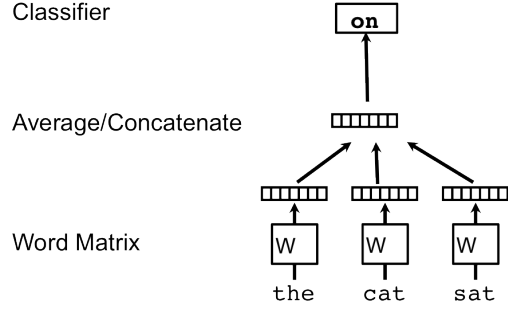 Classifier
on
Average/Concatenate
Word Matrix
W W W
the cat sat